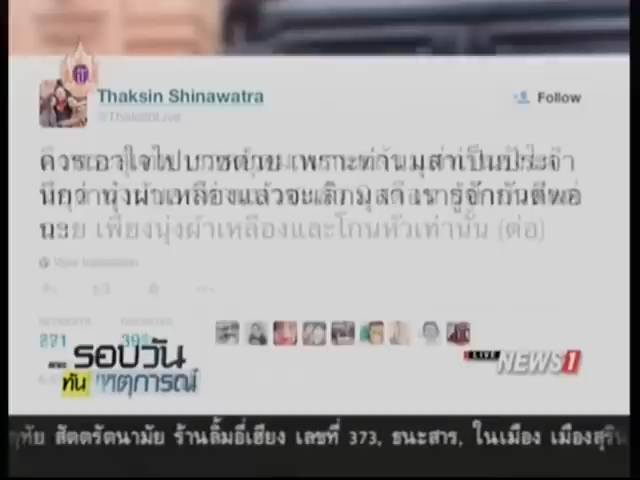 Thaksin Shinawatra
@ThaksinLive
Follow
ควรเอาใจไปบวชด้วย เพราะท่านมุสาเป็นประจำ
นึกว่านุ่งผ้าเหลืองแล้วจะเลิกมุสา เรารู้จักกันดีพอ
นะ เพียงนุ่งผ้าเหลืองและโกนหัวเท่านั้น (ต่อ)
View translation
รอบวัน
ทันเหตุการณ์
LIVE NEWS1
สัตตรัตนามัย ร้านลิ้มอี่เฮียง เลขที่ 373, ธนะสาร, ในเมือง เมืองสุริน